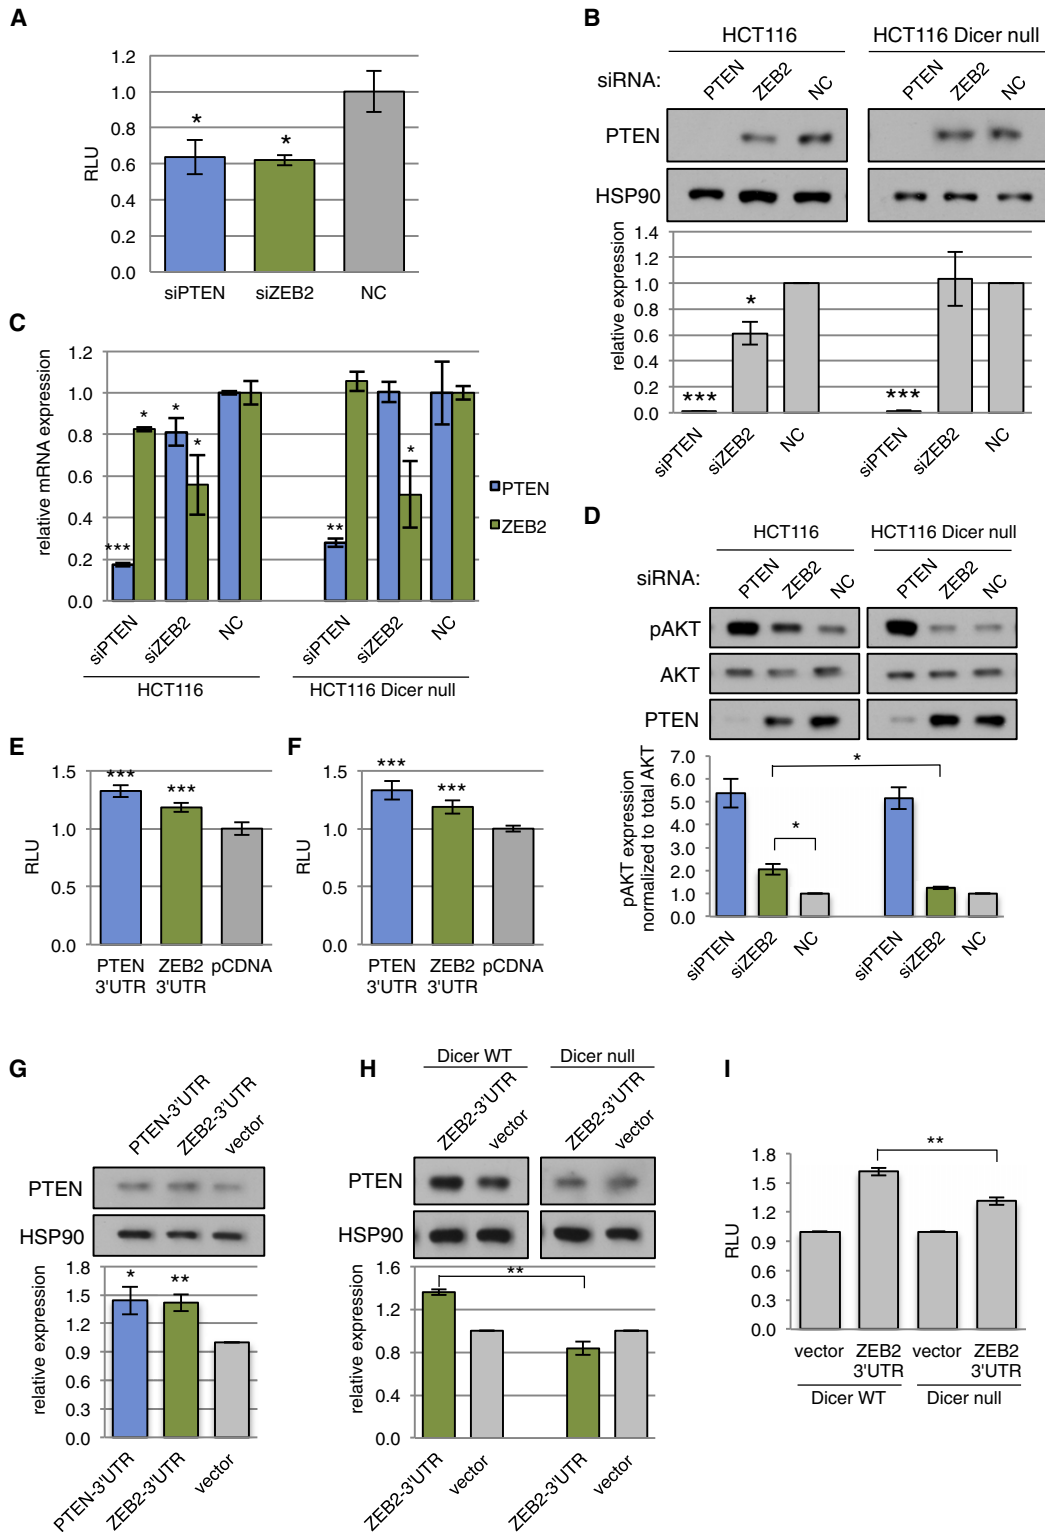 A
1.2
1.0
0.8
0.6
0.4
0.2
0.0
RLU
*
*
siPTEN siZEB2 NC
B
HCT116 HCT116 Dicer null
siRNA: PTEN ZEB2 NC PTEN ZEB2 NC
PTEN
HSP90
1.4
1.2
1.0
0.8
0.6
0.4
0.2
0.0
relative expression
*** * ***
siPTEN siZEB2 NC siPTEN siZEB2 NC
C
1.2
1.0
0.8
0.6
0.4
0.2
0.0
relative mRNA expression
*** * * * ** *
PTEN
ZEB2
siPTEN siZEB2 NC siPTEN siZEB2 NC
HCT116 HCT116 Dicer null
D
HCT116 HCT116 Dicer null
siRNA: PTEN ZEB2 NC PTEN ZEB2 NC
pAKT
AKT
PTEN
7.0
6.0
5.0
4.0
2.0
3.0
1.0
0.0
pAKT expression
normalized to total AKT
*
*
siPTEN siZEB2 NC siPTEN siZEB2 NC
E
1.5
1.0
0.5
0.0
RLU
*** ***
PTEN ZEB2 pCDNA
3'UTR 3'UTR
F
1.5
1.0
0.5
0.0
RLU
*** ***
PTEN ZEB2 pCDNA
3'UTR 3'UTR
G
PTEN-3'UTR ZEB2-3'UTR vector
PTEN
HSP90
1.8
1.5
1.2
0.9
0.6
0.3
0.0
relative expression
* **
PTEN-3'UTR ZEB2-3'UTR vector
H
Dicer WT Dicer null
ZEB2-3'UTR vector ZEB2-3'UTR vector
PTEN
HSP90
1.6
1.2
0.8
0.4
0.0
relative expression
**
ZEB2-3'UTR vector ZEB2-3'UTR vector
I
1.8
1.5
1.2
0.9
0.6
0.3
0.0
RLU
**
vector ZEB2 vector ZEB2
3'UTR 3'UTR
Dicer WT Dicer null